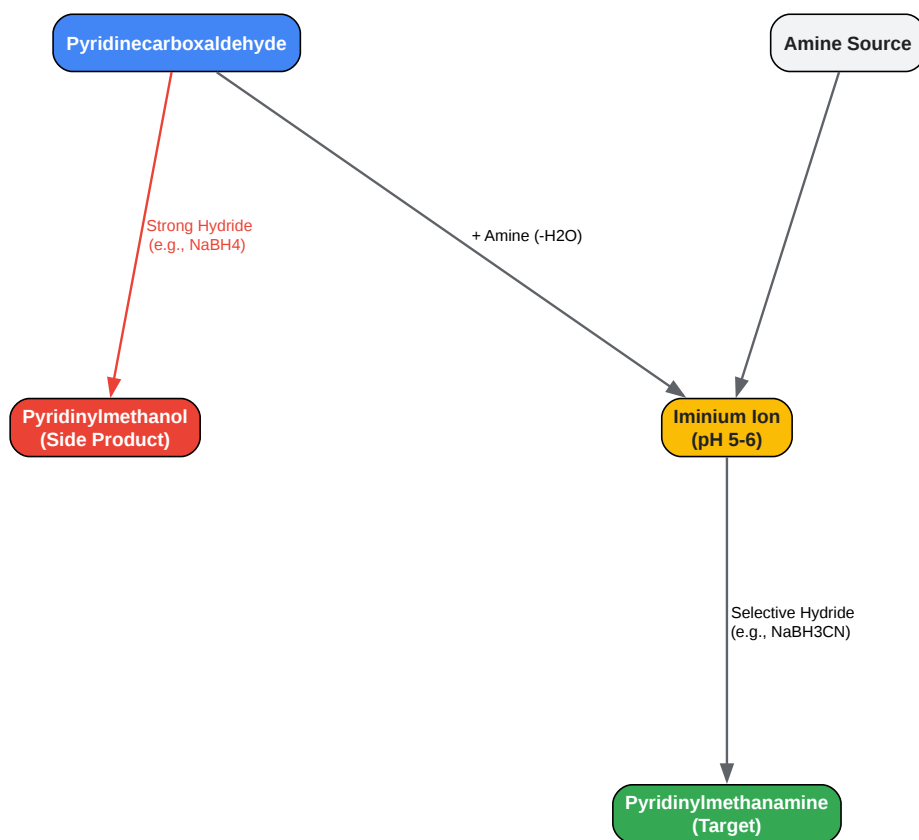 Pyridinecarboxaldehyde
Amine Source
Strong Hydride
(e.g., NaBH4)
+ Amine (-H2O)
Pyridinylmethanol
(Side Product)
Iminium Ion
(pH 5-6)
Selective Hydride
(e.g., NaBH3CN)
Pyridinylmethanamine
(Target)